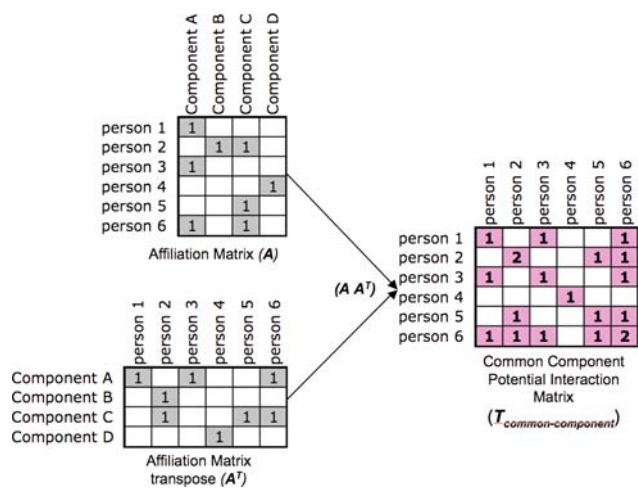 Component A
Component B
Component C
Component D
person 1 1
person 2 1 1
person 3 1
person 4 1
person 5 1
person 6 1 1
Affiliation Matrix (A)
person 1
person 2
person 3
person 4
person 5
person 6
Component A 1 1 1
Component B 1
Component C 1 1 1
Component D 1
Affiliation Matrix
transpose (Aᵀ)
(A Aᵀ)
person 1
person 2
person 3
person 4
person 5
person 6
person 1 1 1 1
person 2 2 1 1
person 3 1 1 1
person 4 1
person 5 1 1 1
person 6 1 1 1 1 2
Common Component
Potential Interaction
Matrix
(T common-component)